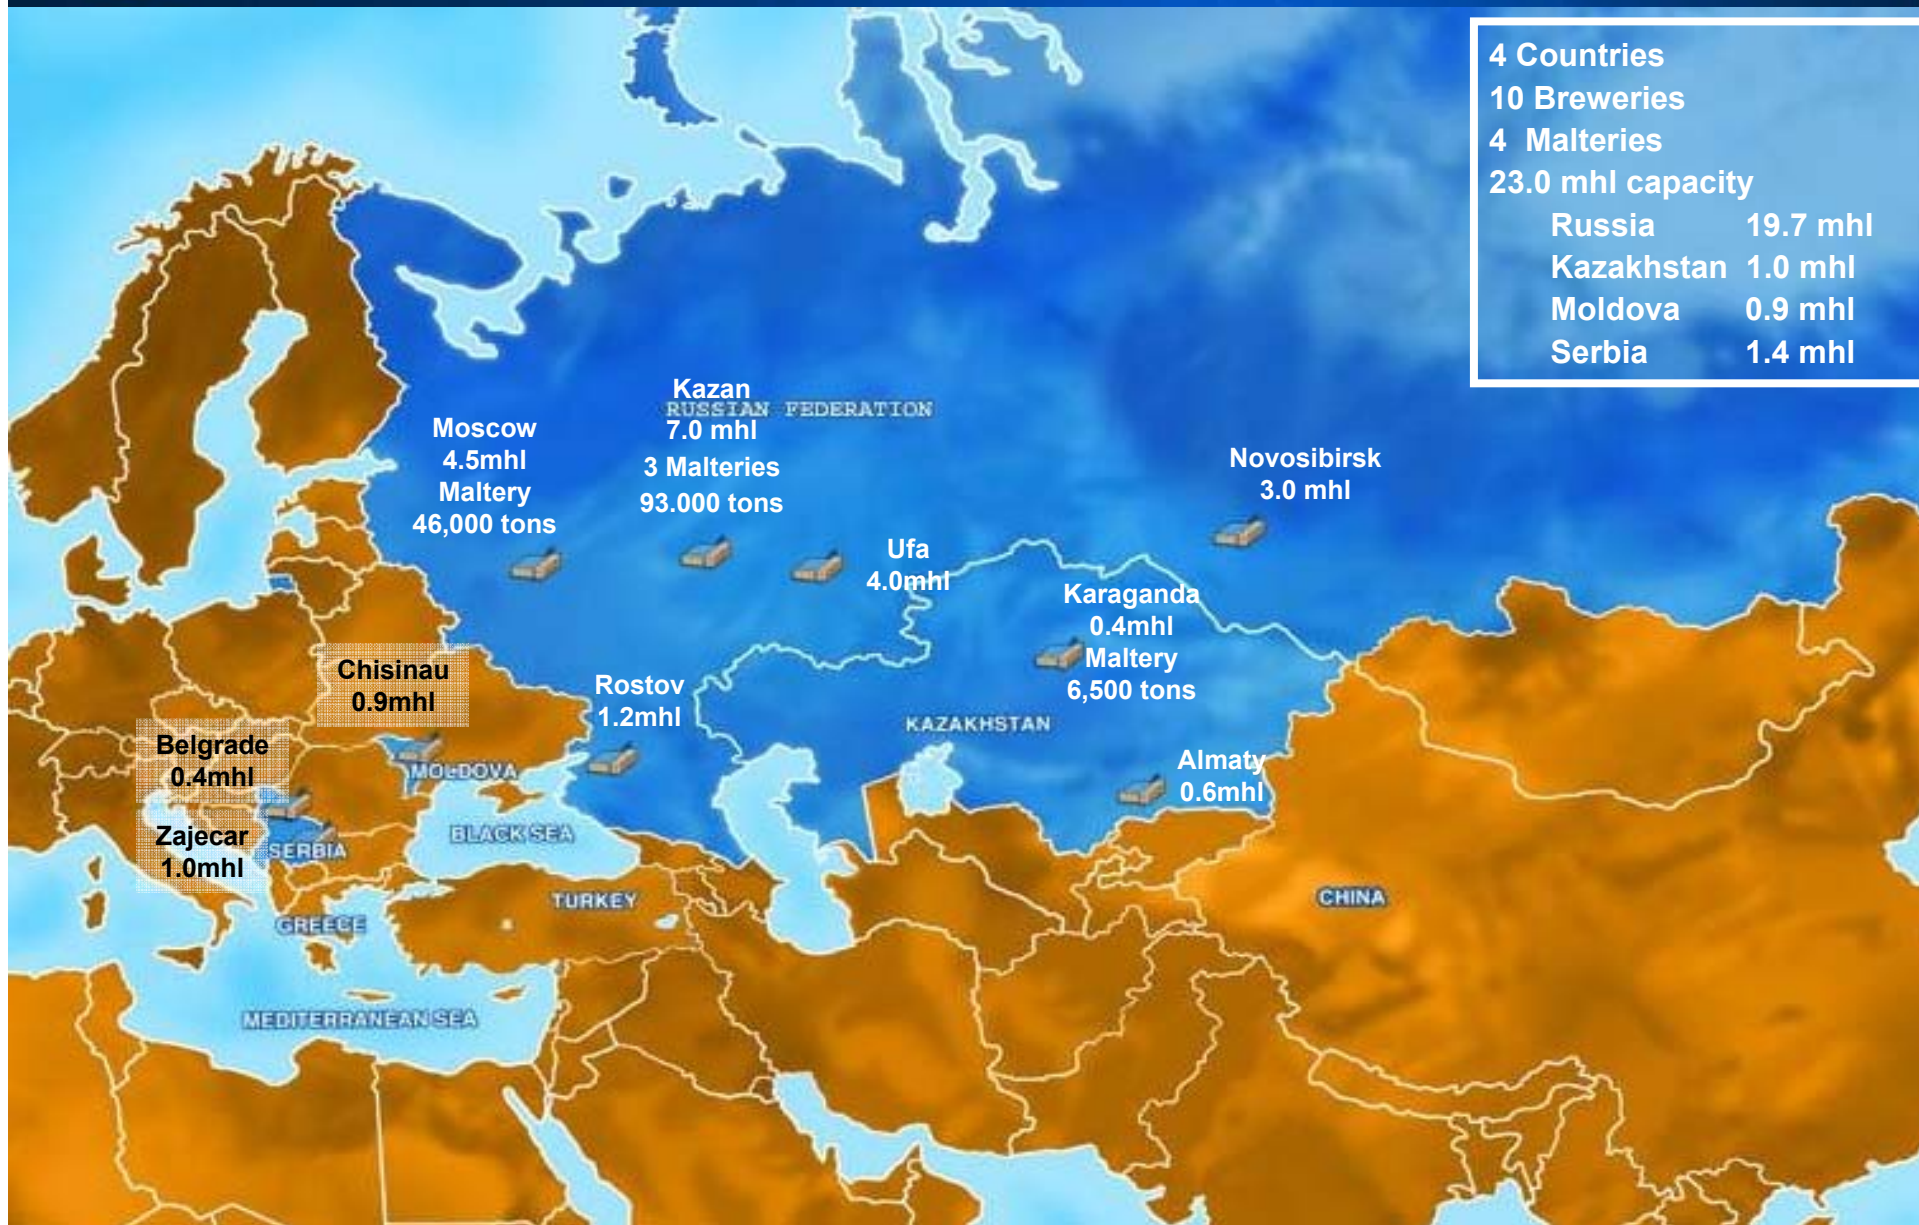 4 Countries
10 Breweries
4 Malteries
23.0 mhl capacity
Russia 19.7 mhl
Kazakhstan 1.0 mhl
Moldova 0.9 mhl
Serbia 1.4 mhl
Kazan
RUSSIAN FEDERATION
7.0 mhl
3 Malteries
93.000 tons
Moscow
4.5mhl
Maltery
46,000 tons
Novosibirsk
3.0 mhl
Ufa
4.0mhl
Karaganda
0.4mhl
Maltery
6,500 tons
Chisinau
0.9mhl
Rostov
1.2mhl
KAZAKHSTAN
Belgrade
0.4mhl
MOLDOVA
Almaty
0.6mhl
Zajecar
1.0mhl
SERBIA
BLACK SEA
TURKEY
CHINA
GREECE
MEDITERRANEAN SEA